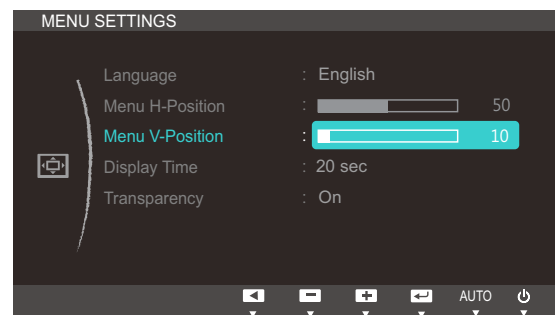 MENU SETTINGS
Language : English
Menu H-Position : 50
Menu V-Position : 10
Display Time : 20 sec
Transparency : On
AUTO